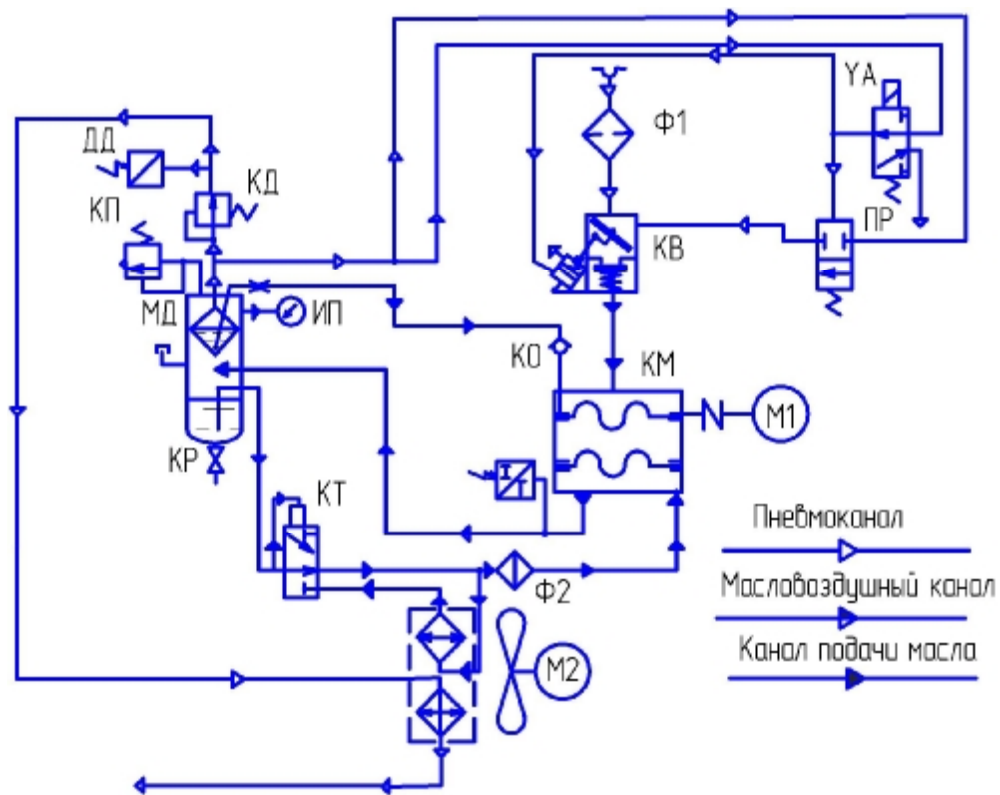 YA
Ф1
ДД
КД
КП
КВ
ПР
МД
ИП
КО
КМ
М1
КР
КТ
I
T
Ф2
М2
Пневмоканал
Масловоздушный канал
Канал подачи масла